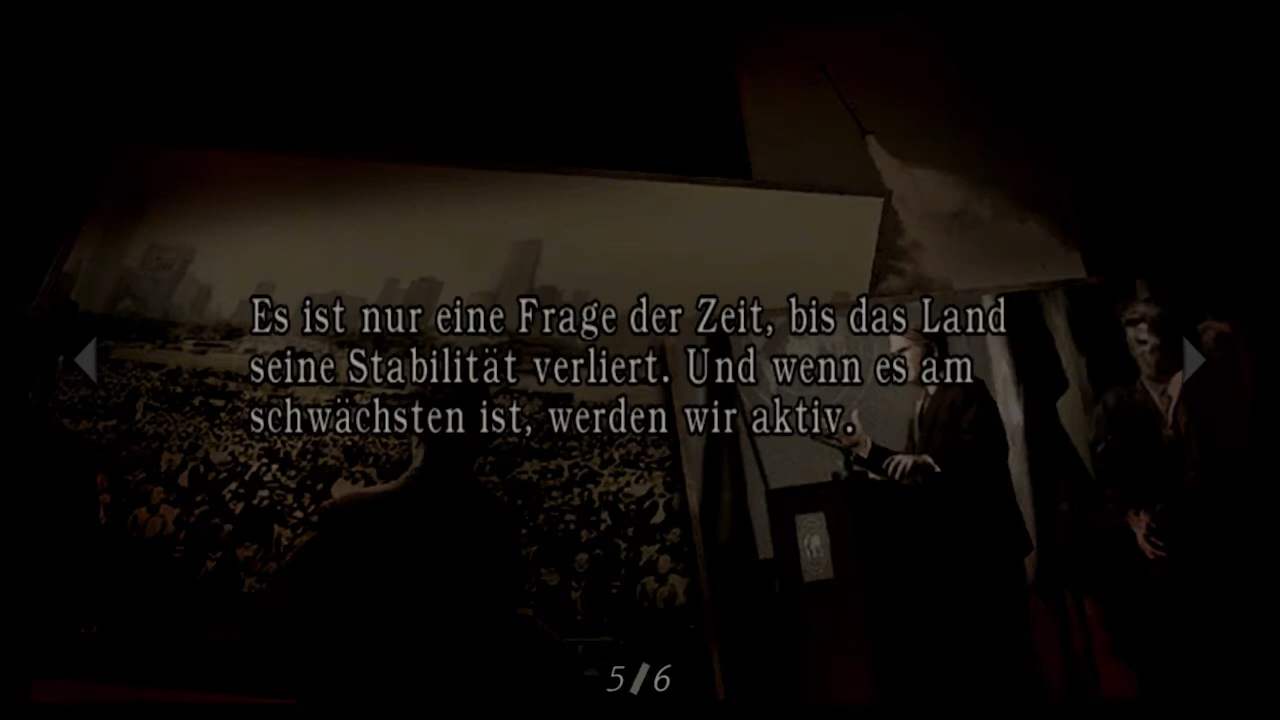 Es ist nur eine Frage der Zeit, bis das Land
seine Stabilität verliert. Und wenn es am
schwächsten ist, werden wir aktiv.
5/6